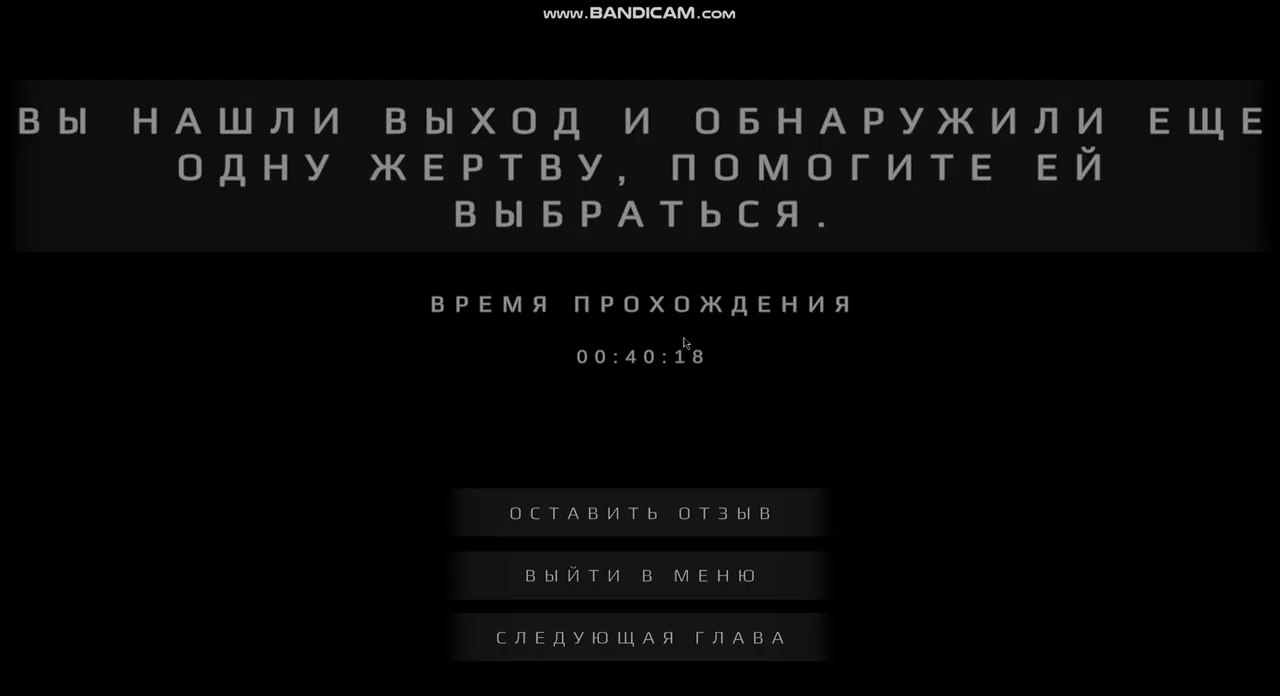 www.BANDICAM.com
ВЫ НАШЛИ ВЫХОД И ОБНАРУЖИЛИ ЕЩЕ
ОДНУ ЖЕРТВУ, ПОМОГИТЕ ЕЙ
ВЫБРАТЬСЯ.
ВРЕМЯ ПРОХОЖДЕНИЯ
00:40:18
ОСТАВИТЬ ОТЗЫВ
ВЫЙТИ В МЕНЮ
СЛЕДУЮЩАЯ ГЛАВА